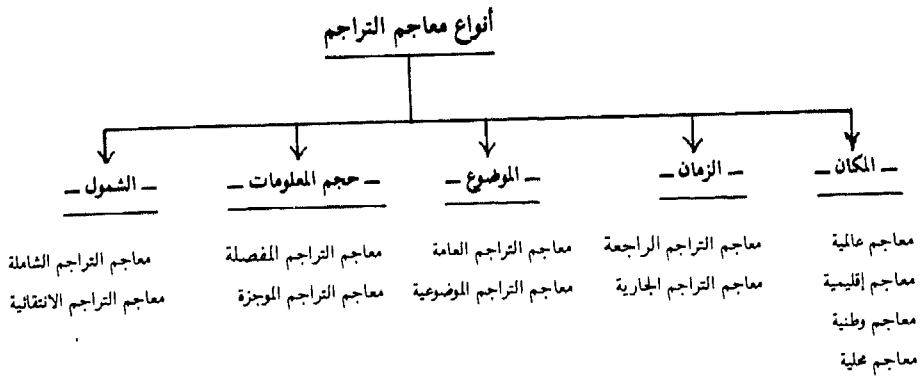 أنواع معاجم التراجم
ـ المكان ـ
معاجم عالمية
معاجم إقليمية
معاجم وطنية
معاجم محلية
ـ الزمان ـ
معاجم التراجم الراجعة
معاجم التراجم الجارية
ـ الموضوع ـ
معاجم التراجم العامة
معاجم التراجم الموضوعية
ـ حجم المعلومات ـ
معاجم التراجم المفصلة
معاجم التراجم الموجزة
ـ الشمول ـ
معاجم التراجم الشاملة
معاجم التراجم الانتقائية